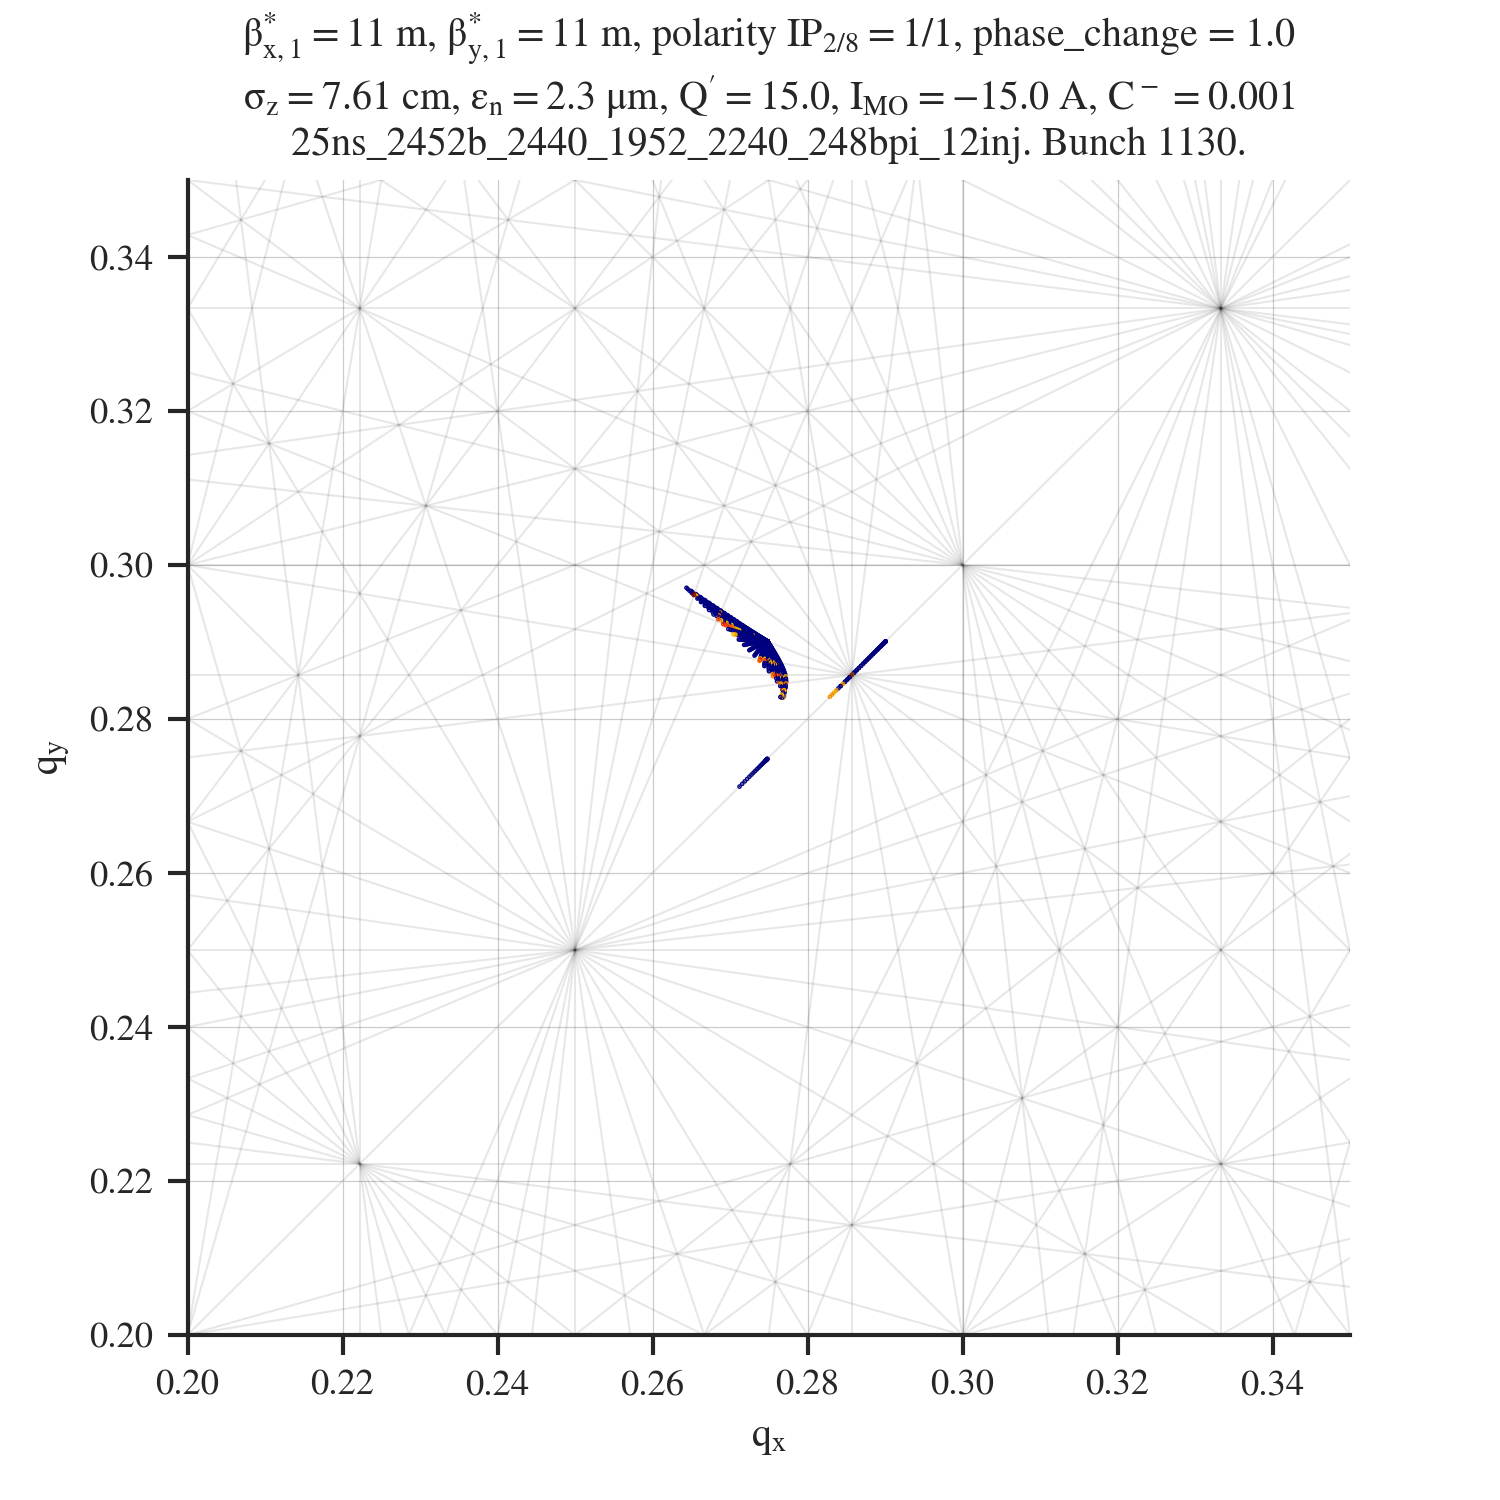 β*x, 1 = 11 m, β*y, 1 = 11 m, polarity IP2/8 = 1/1, phase_change = 1.0
σz = 7.61 cm, εn = 2.3 μm, Q′ = 15.0, IMO = −15.0 A, C− = 0.001
25ns_2452b_2440_1952_2240_248bpi_12inj. Bunch 1130.
0.34
0.32
0.30
0.28
0.26
0.24
0.22
0.20
qy
0.20 0.22 0.24 0.26 0.28 0.30 0.32 0.34
qx